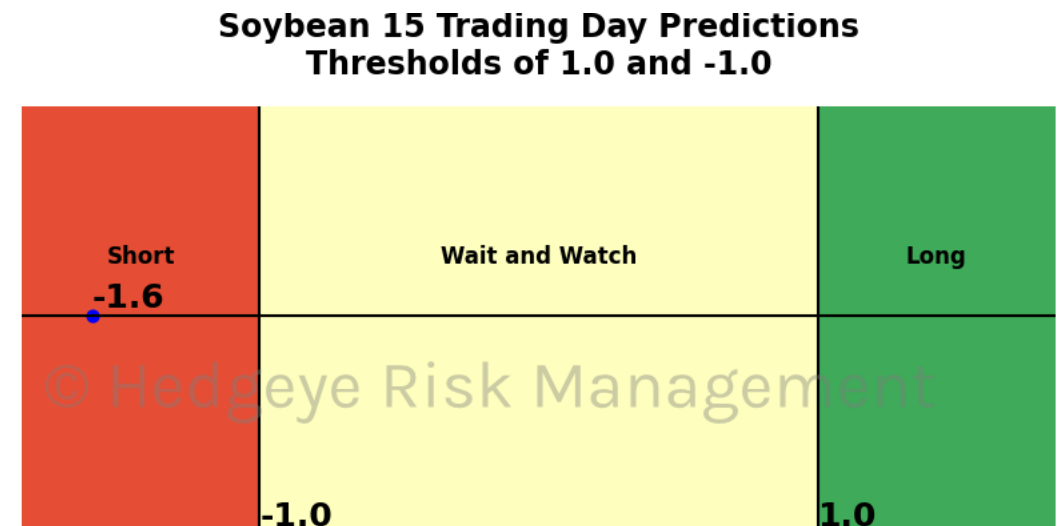 Soybean 15 Trading Day Predictions
Thresholds of 1.0 and -1.0
Short
Wait and Watch
Long
-1.6
© Hedgeye Risk Management
-1.0
1.0